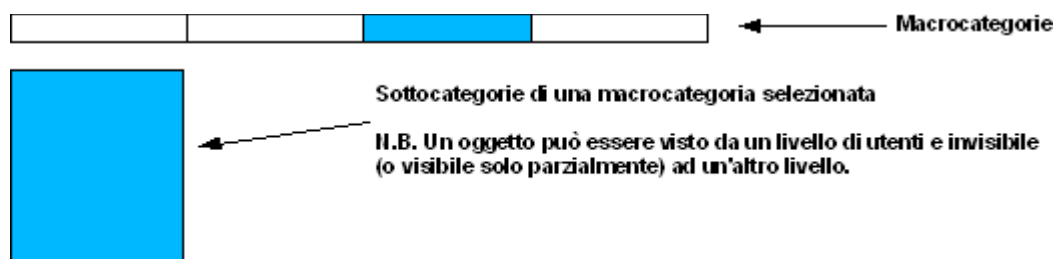 Macrocategorie
Sottocategorie di una macrocategoria selezionata
N.B. Un oggetto può essere visto da un livello di utenti e invisibile
(o visibile solo parzialmente) ad un'altro livello.